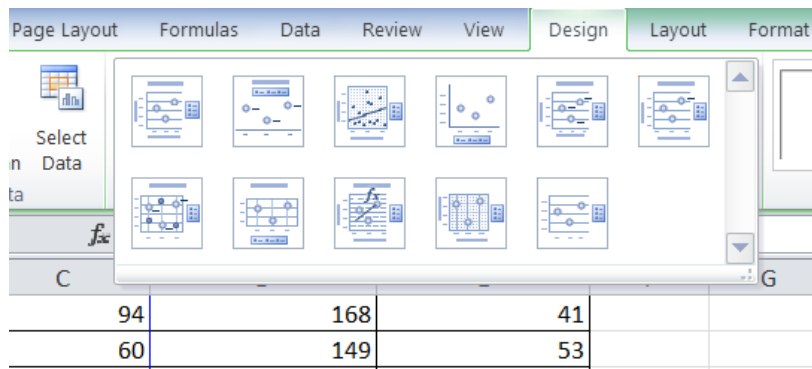 Page Layout Formulas Data Review View Design Layout Format
Select
Data
ta
fx
C G
94 168 41
60 149 53